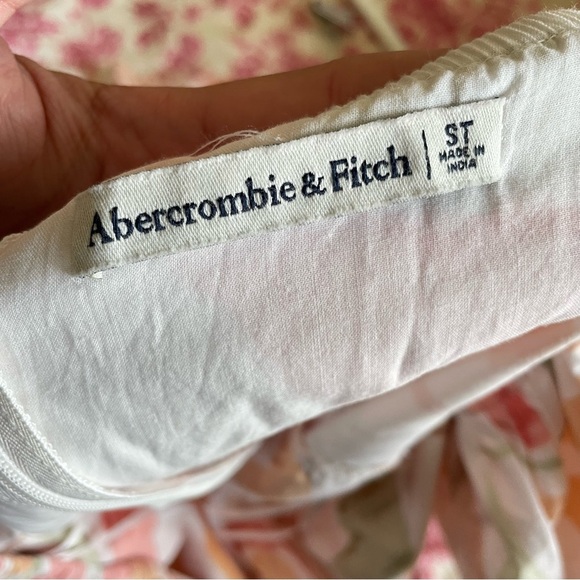 Abercrombie & Fitch | ST
MADE IN
INDIA